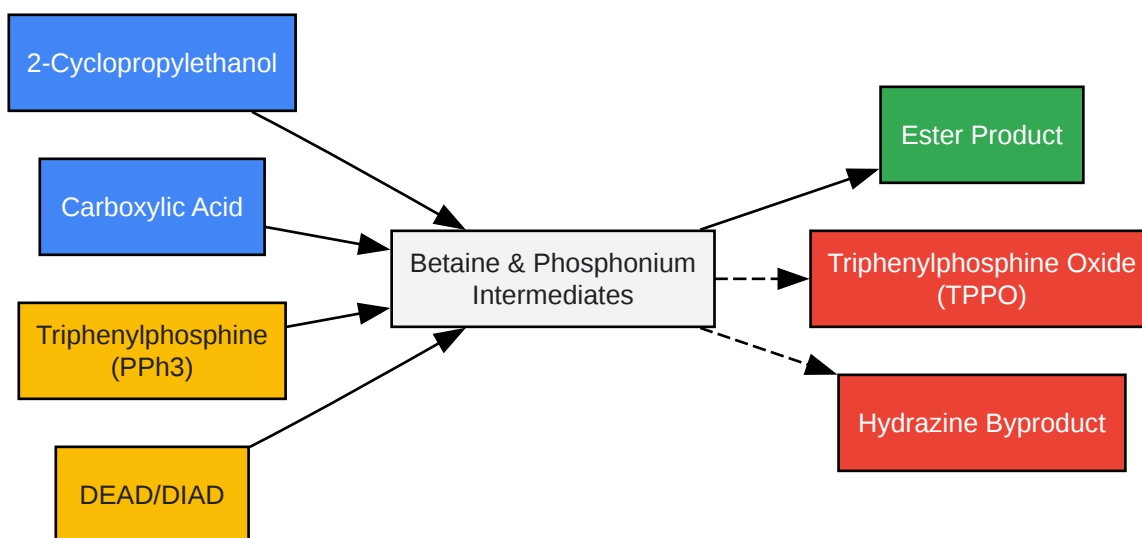 2-Cyclopropylethanol
Carboxylic Acid
Triphenylphosphine
(PPh3)
DEAD/DIAD
Betaine & Phosphonium
Intermediates
Ester Product
Triphenylphosphine Oxide
(TPPO)
Hydrazine Byproduct